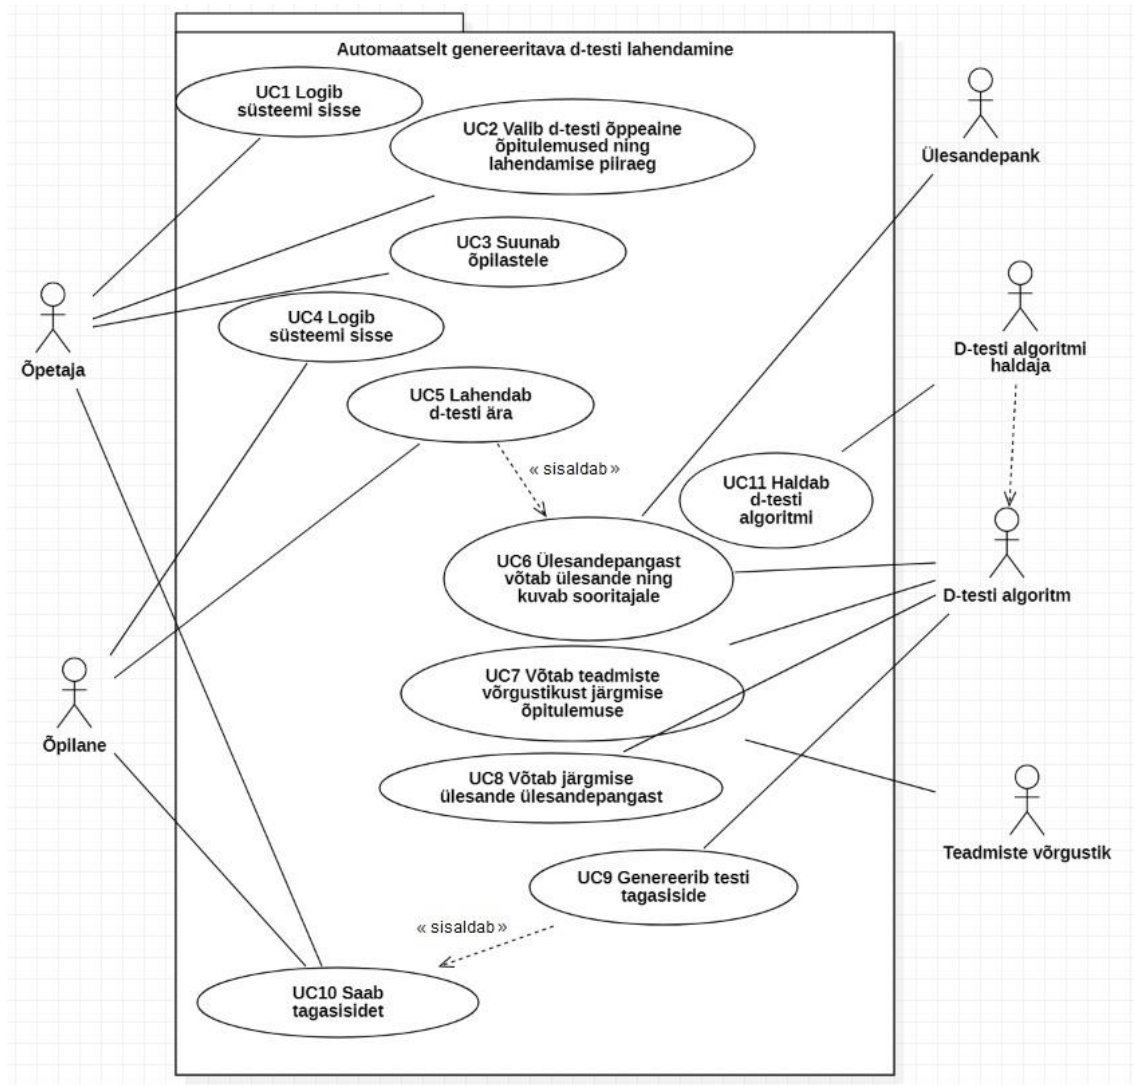 Automaatselt genereeritava d-testi lahendamine
UC1 Logib
süsteemi sisse
UC2 Valib d-testi õppeaine
õpitulemused ning
lahendamise piiraeg
Ülesandepank
UC3 Suunab
õpilastele
UC4 Logib
süsteemi sisse
Õpetaja
D-testi algoritmi
haldaja
UC5 Lahendab
d-testi ära
« sisaldab »
UC11 Haldab
d-testi
algoritmi
UC6 Ülesandepangast
võtab ülesande ning
kuvab sooritajale
D-testi algoritm
UC7 Võtab teadmiste
võrgustikust järgmise
õpitulemuse
Õpilane
UC8 Võtab järgmise
ülesande ülesandepangast
Teadmiste võrgustik
UC9 Genereerib testi
tagasiside
« sisaldab »
UC10 Saab
tagasisidet